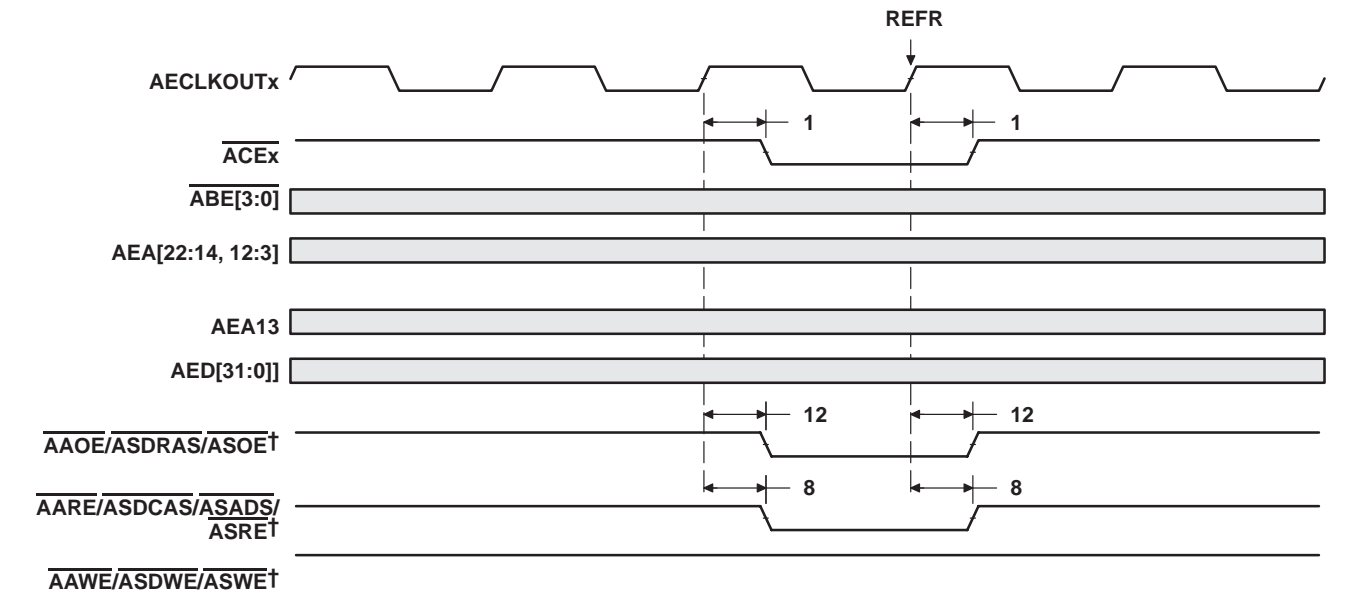 REFR
AECLKOUTx
1 1
ACEx
ABE[3:0]
AEA[22:14, 12:3]
AEA13
AED[31:0]]
12 12
AAOE/ASDRAS/ASOE†
8 8
AARE/ASDCAS/ASADS/
ASRE†
AAWE/ASDWE/ASWE†